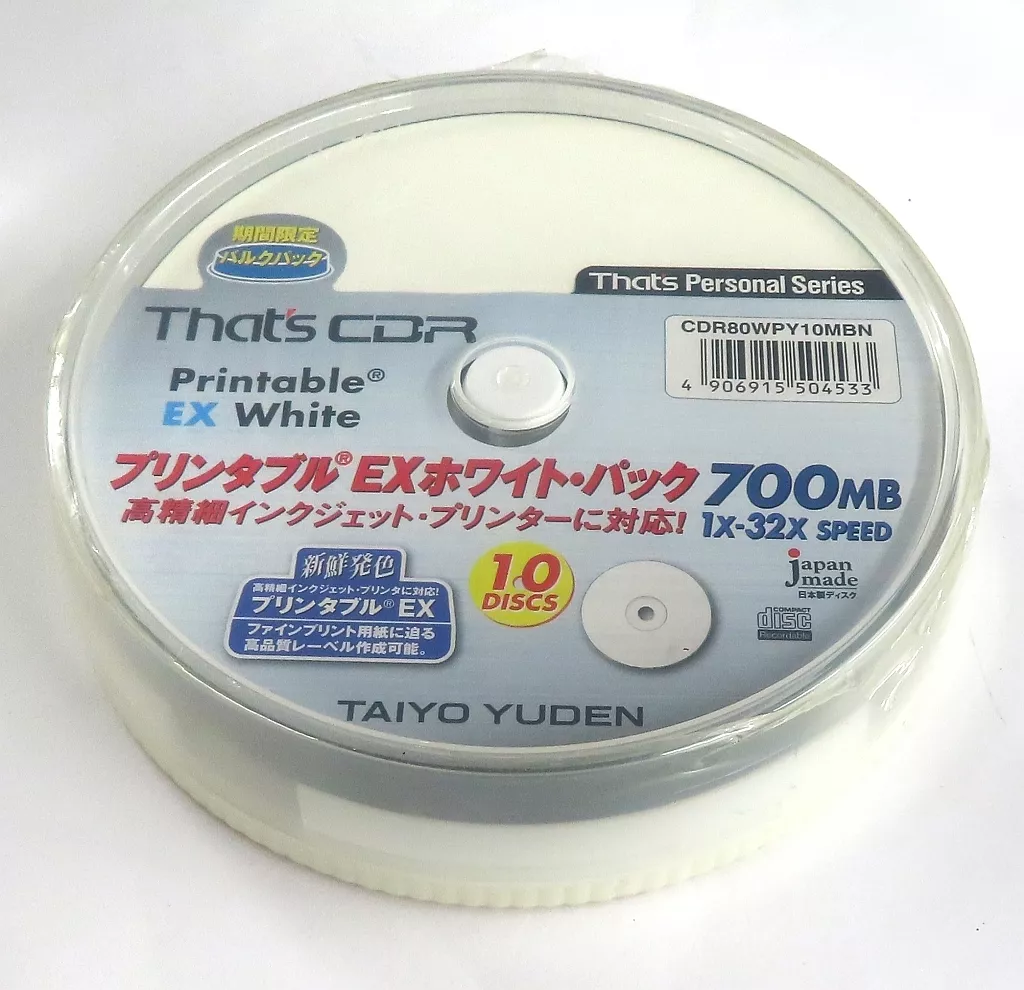 期間限定
バルクパック
That's Personal Series
That's CDR
CDR80WPY10MBN
4 906915 504533
Printable®
EX White
プリンタブル®EXホワイト・パック
高精細インクジェット・プリンターに対応!
700MB
1X-32X SPEED
新鮮発色
高精細インクジェット・プリンタに対応!
プリンタブル®EX
ファインプリント用紙に迫る
高品質レーベル作成可能。
10
DISCS
Japan
made
日本製ディスク
COMPACT
disc
Recordable
TAIYO YUDEN